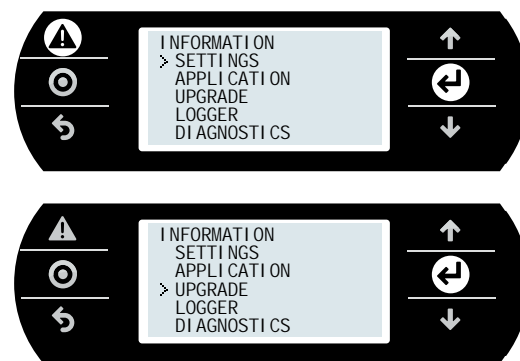 INFORMATION
> SETTINGS
APPLICATION
UPGRADE
LOGGER
DIAGNOSTICS
INFORMATION
SETTINGS
APPLICATION
> UPGRADE
LOGGER
DIAGNOSTICS